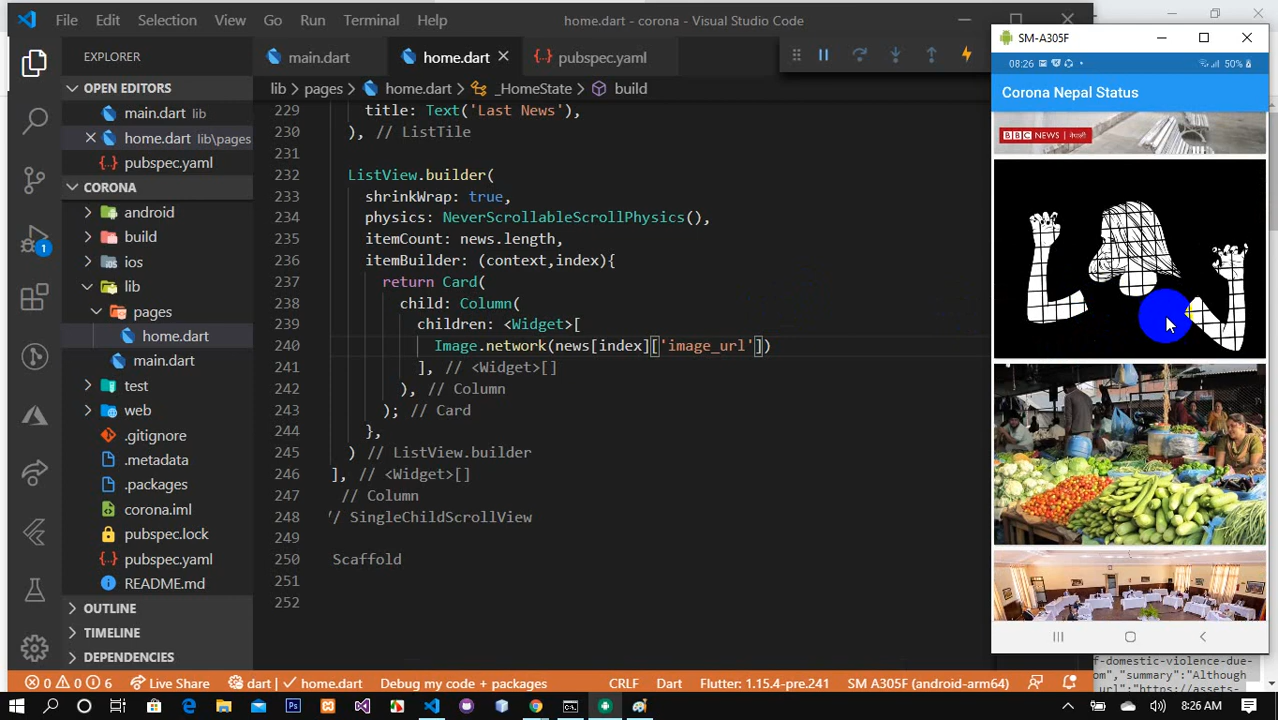 File Edit Selection View Go Run Terminal Help home.dart - corona - Visual Studio Code
EXPLORER
OPEN EDITORS
main.dart lib
home.dart lib\pages
pubspec.yaml
CORONA
android
build
ios
lib
pages
home.dart
main.dart
test
web
.gitignore
.metadata
.packages
corona.iml
pubspec.lock
pubspec.yaml
README.md
OUTLINE
TIMELINE
DEPENDENCIES
1
main.dart home.dart pubspec.yaml
lib pages home.dart _HomeState build
229 title: Text('Last News'),
230 ), // ListTile
231
232 ListView.builder(
233 shrinkWrap: true,
234 physics: NeverScrollableScrollPhysics(),
235 itemCount: news.length,
236 itemBuilder: (context,index){
237 return Card(
238 child: Column(
239 children: <Widget>[
240 Image.network(news[index]['image_url'])
241 ], // <Widget>[]
242 ), // Column
243 ); // Card
244 },
245 ) // ListView.builder
246 ], // <Widget>[]
247 // Column
248 // SingleChildScrollView
249
250 Scaffold
251
252
SM-A305F
08:26 50%
Corona Nepal Status
BBC NEWS नेपाली
f-domestic-violence-due-
om","summary":"Although
url":"https://assets-
0 0 6 Live Share dart home.dart Debug my code + packages CRLF Dart Flutter: 1.15.4-pre.241 SM A305F (android-arm64)
8:26 AM